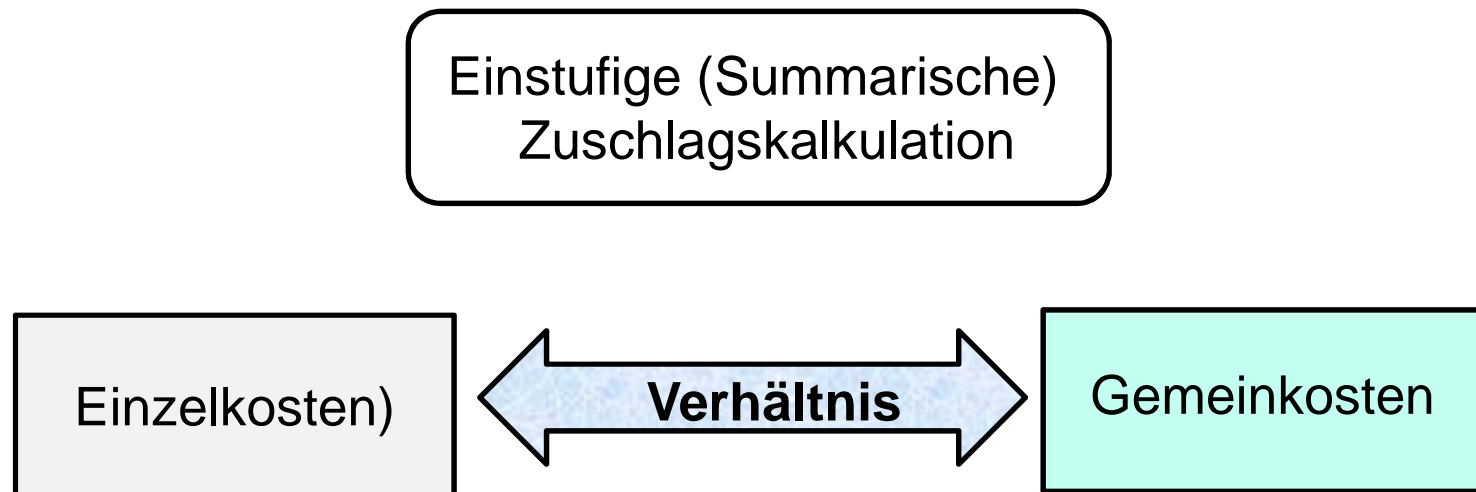 Einstufige (Summarische)
Zuschlagskalkulation
Einzelkosten)
Verhältnis
Gemeinkosten